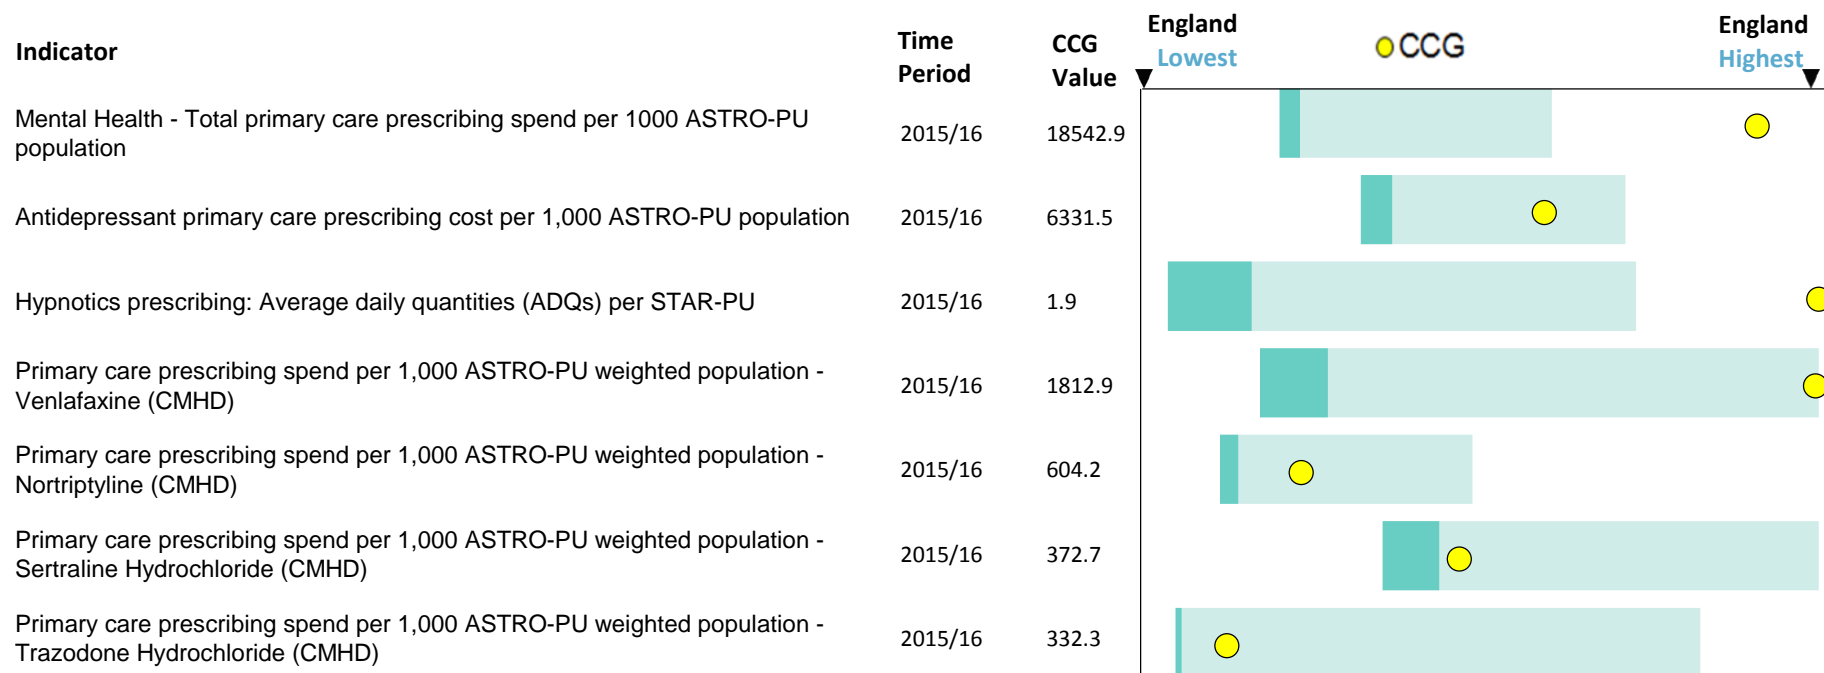 Indicator
Time
Period
CCG
Value
England
Lowest
CCG
England
Highest
Mental Health - Total primary care prescribing spend per 1000 ASTRO-PU
population
2015/16
18542.9
Antidepressant primary care prescribing cost per 1,000 ASTRO-PU population
2015/16
6331.5
Hypnotics prescribing: Average daily quantities (ADQs) per STAR-PU
2015/16
1.9
Primary care prescribing spend per 1,000 ASTRO-PU weighted population -
Venlafaxine (CMHD)
2015/16
1812.9
Primary care prescribing spend per 1,000 ASTRO-PU weighted population -
Nortriptyline (CMHD)
2015/16
604.2
Primary care prescribing spend per 1,000 ASTRO-PU weighted population -
Sertraline Hydrochloride (CMHD)
2015/16
372.7
Primary care prescribing spend per 1,000 ASTRO-PU weighted population -
Trazodone Hydrochloride (CMHD)
2015/16
332.3